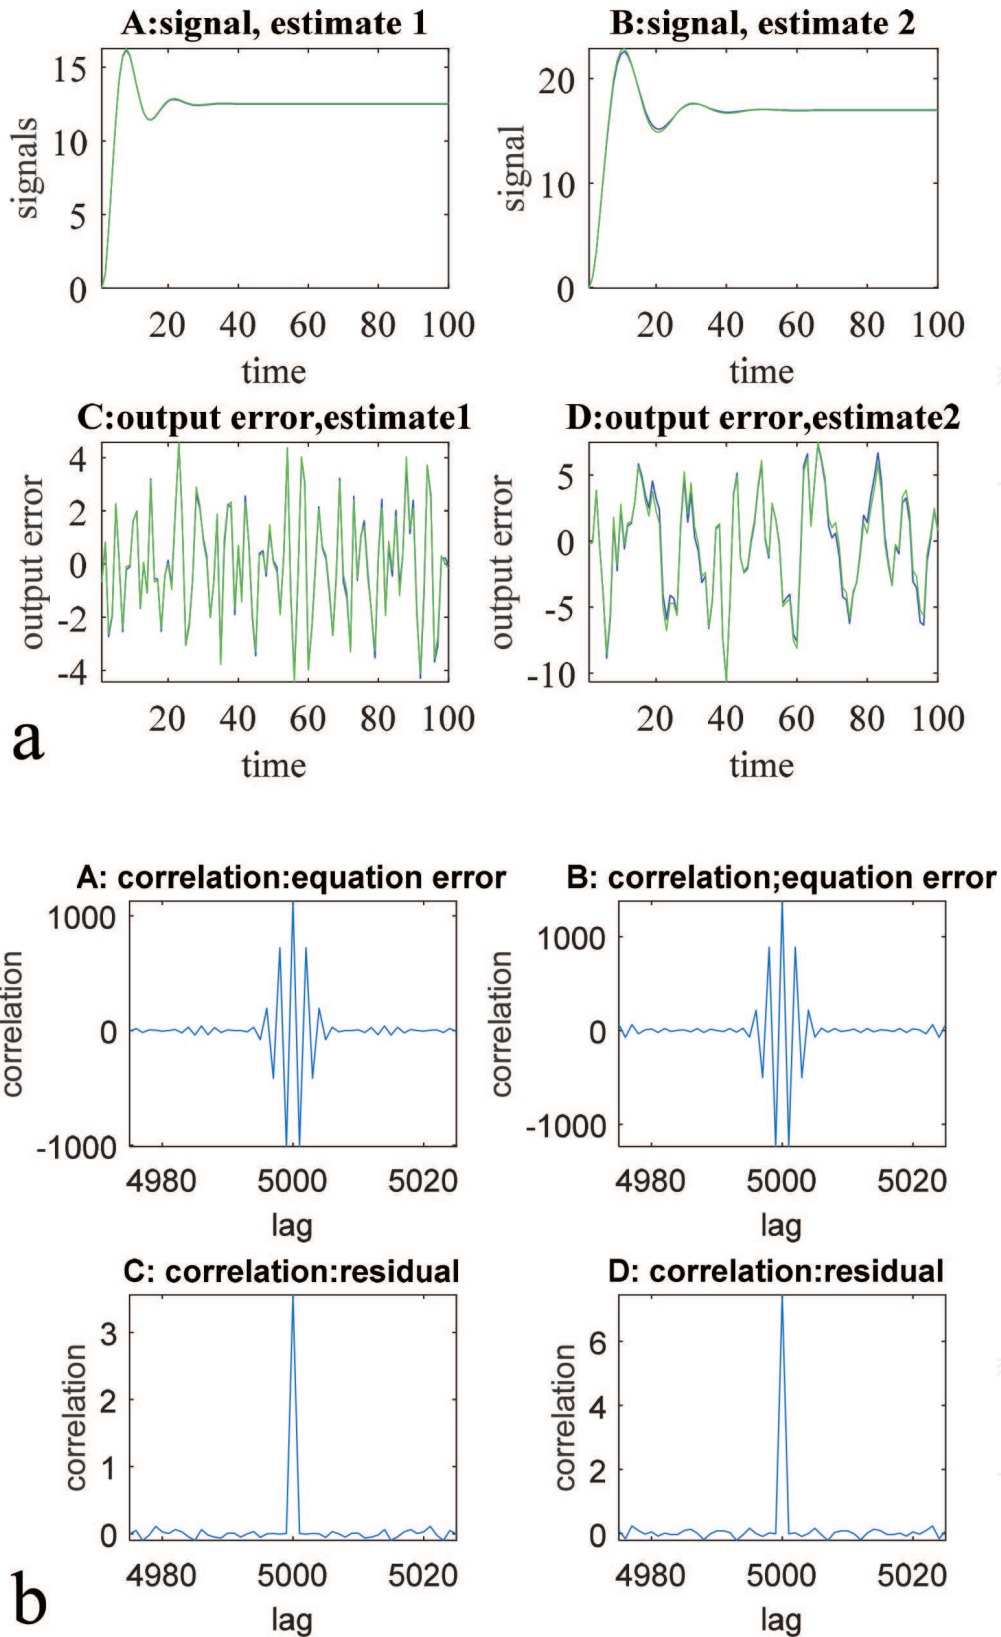 A:signal, estimate 1
signals
15
10
5
0
20 40 60 80 100
time
B:signal, estimate 2
signal
20
10
0
20 40 60 80 100
time
C:output error,estimate1
output error
4
2
0
-2
-4
20 40 60 80 100
time
D:output error,estimate2
output error
5
0
-5
-10
20 40 60 80 100
time
a
A: correlation:equation error
correlation
1000
0
-1000
4980 5000 5020
lag
B: correlation;equation error
correlation
1000
0
-1000
4980 5000 5020
lag
C: correlation:residual
correlation
3
2
1
0
4980 5000 5020
lag
D: correlation:residual
correlation
6
4
2
0
4980 5000 5020
lag
b